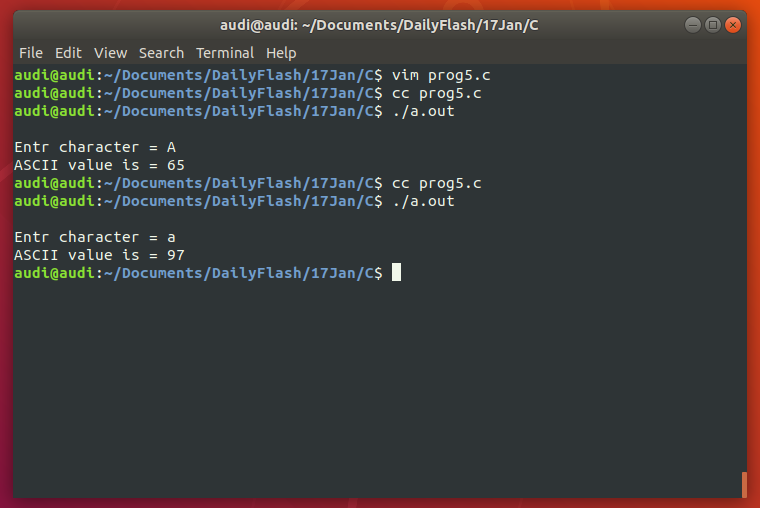 audi@audi: ~/Documents/DailyFlash/17Jan/C
File Edit View Search Terminal Help
audi@audi:~/Documents/DailyFlash/17Jan/C$ vim prog5.c
audi@audi:~/Documents/DailyFlash/17Jan/C$ cc prog5.c
audi@audi:~/Documents/DailyFlash/17Jan/C$ ./a.out
Entr character = A
ASCII value is = 65
audi@audi:~/Documents/DailyFlash/17Jan/C$ cc prog5.c
audi@audi:~/Documents/DailyFlash/17Jan/C$ ./a.out
Entr character = a
ASCII value is = 97
audi@audi:~/Documents/DailyFlash/17Jan/C$